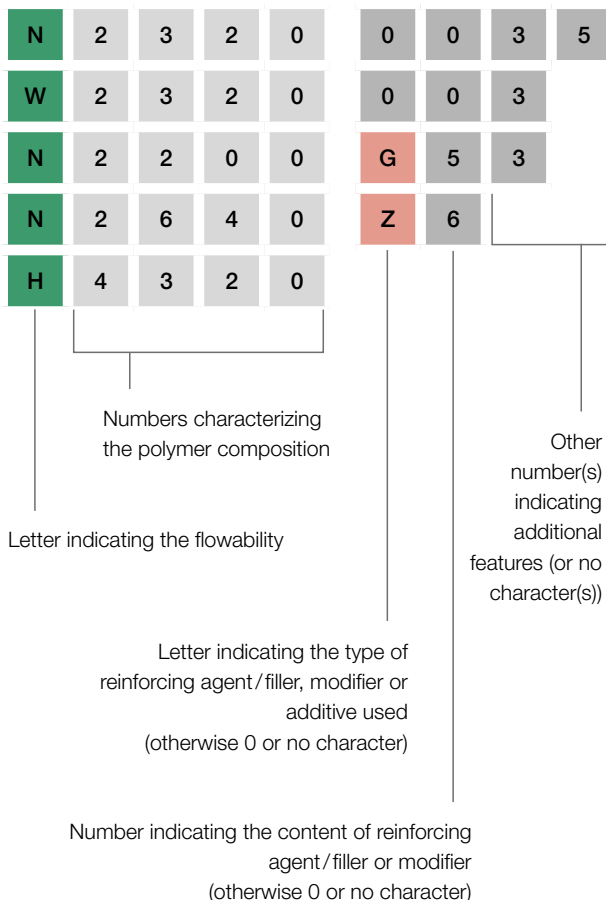 N 2 3 2 0 0 0 3 5
W 2 3 2 0 0 0 3
N 2 2 0 0 G 5 3
N 2 6 4 0 Z 6
H 4 3 2 0
Numbers characterizing
the polymer composition
Other
number(s)
indicating
additional
features (or no
character(s))
Letter indicating the flowability
Letter indicating the type of
reinforcing agent/filler, modifier or
additive used
(otherwise 0 or no character)
Number indicating the content of reinforcing
agent/filler or modifier
(otherwise 0 or no character)